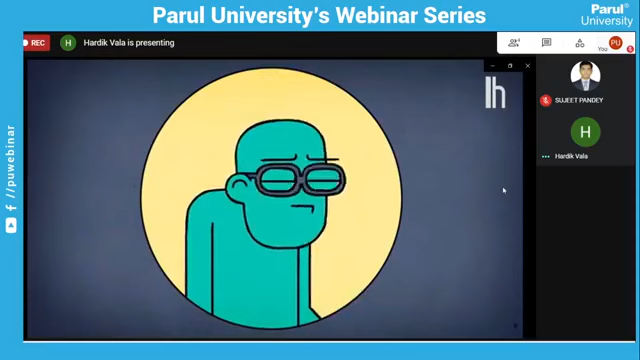 Parul University's Webinar Series
Parul®
University
REC
H
Hardik Vala is presenting
You
PU
lh
SUJEET PANDEY
H
Hardik Vala
/puwebinar